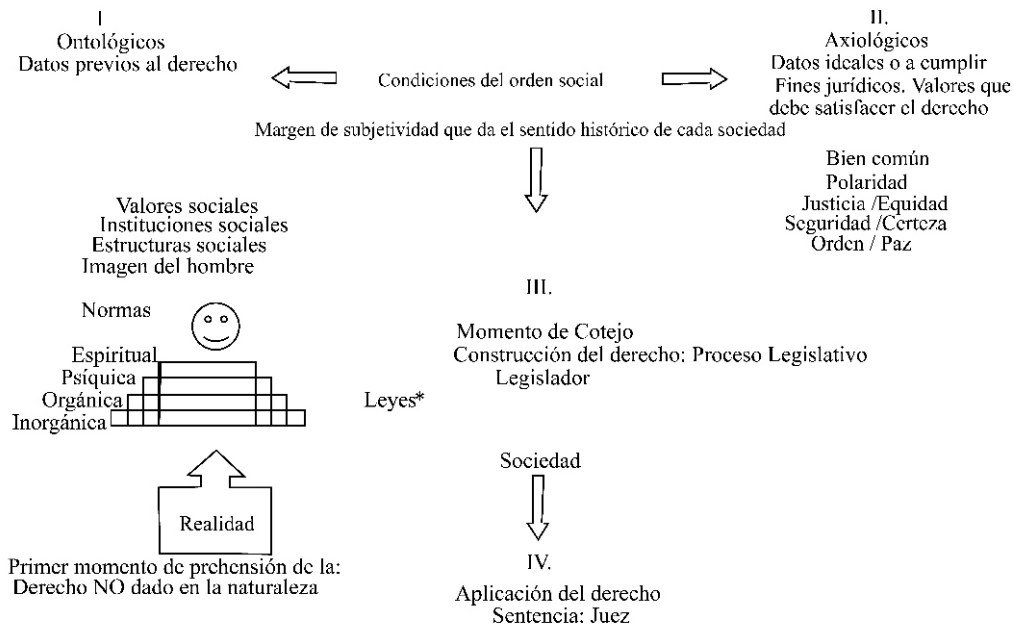 I
Ontológicos
Datos previos al derecho
Condiciones del orden social
II.
Axiológicos
Datos ideales o a cumplir
Fines jurídicos. Valores que
debe satisfacer el derecho
Margen de subjetividad que da el sentido histórico de cada sociedad
Bien común
Polaridad
Justicia /Equidad
Seguridad /Certeza
Orden / Paz
Valores sociales
Instituciones sociales
Estructuras sociales
Imagen del hombre
Normas
Espiritual
Psíquica
Orgánica
Inorgánica
Leyes*
Realidad
Primer momento de prehensión de la:
Derecho NO dado en la naturaleza
III.
Momento de Cotejo
Construcción del derecho: Proceso Legislativo
Legislador
Sociedad
IV.
Aplicación del derecho
Sentencia: Juez